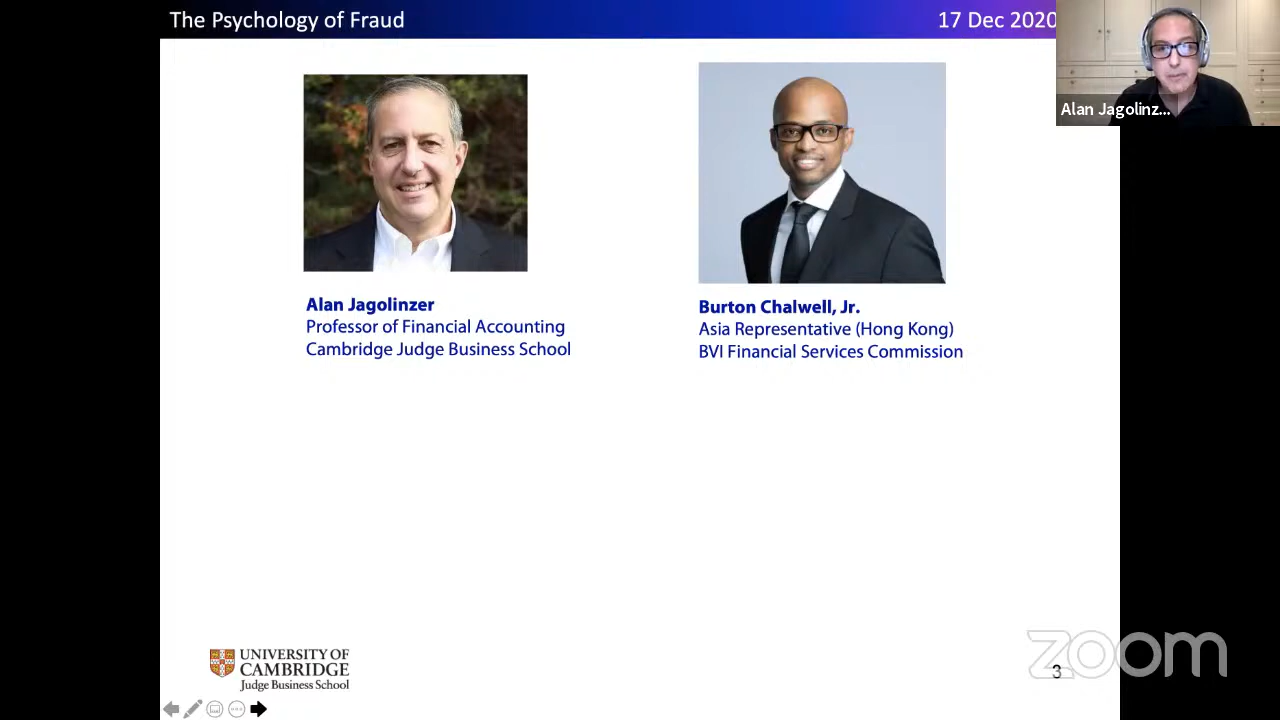 The Psychology of Fraud
17 Dec 2020
Alan Jagolinz...
Alan Jagolinzer
Professor of Financial Accounting
Cambridge Judge Business School
Burton Chalwell, Jr.
Asia Representative (Hong Kong)
BVI Financial Services Commission
UNIVERSITY OF
CAMBRIDGE
Judge Business School
zoom
3